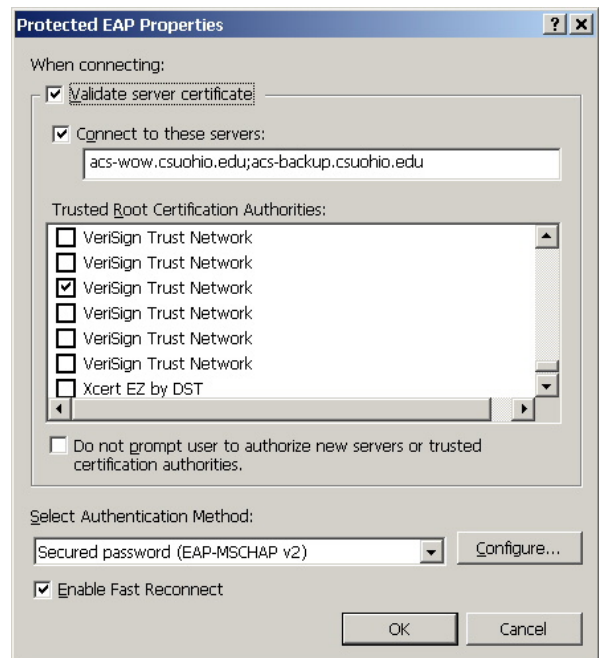 Protected EAP Properties
When connecting:
Validate server certificate
Connect to these servers:
acs-wow.csuohio.edu;acs-backup.csuohio.edu
Trusted Root Certification Authorities:
VeriSign Trust Network
VeriSign Trust Network
VeriSign Trust Network
VeriSign Trust Network
VeriSign Trust Network
VeriSign Trust Network
Xcert EZ by DST
Do not prompt user to authorize new servers or trusted
certification authorities.
Select Authentication Method:
Secured password (EAP-MSCHAP v2)
Configure...
Enable Fast Reconnect
OK
Cancel